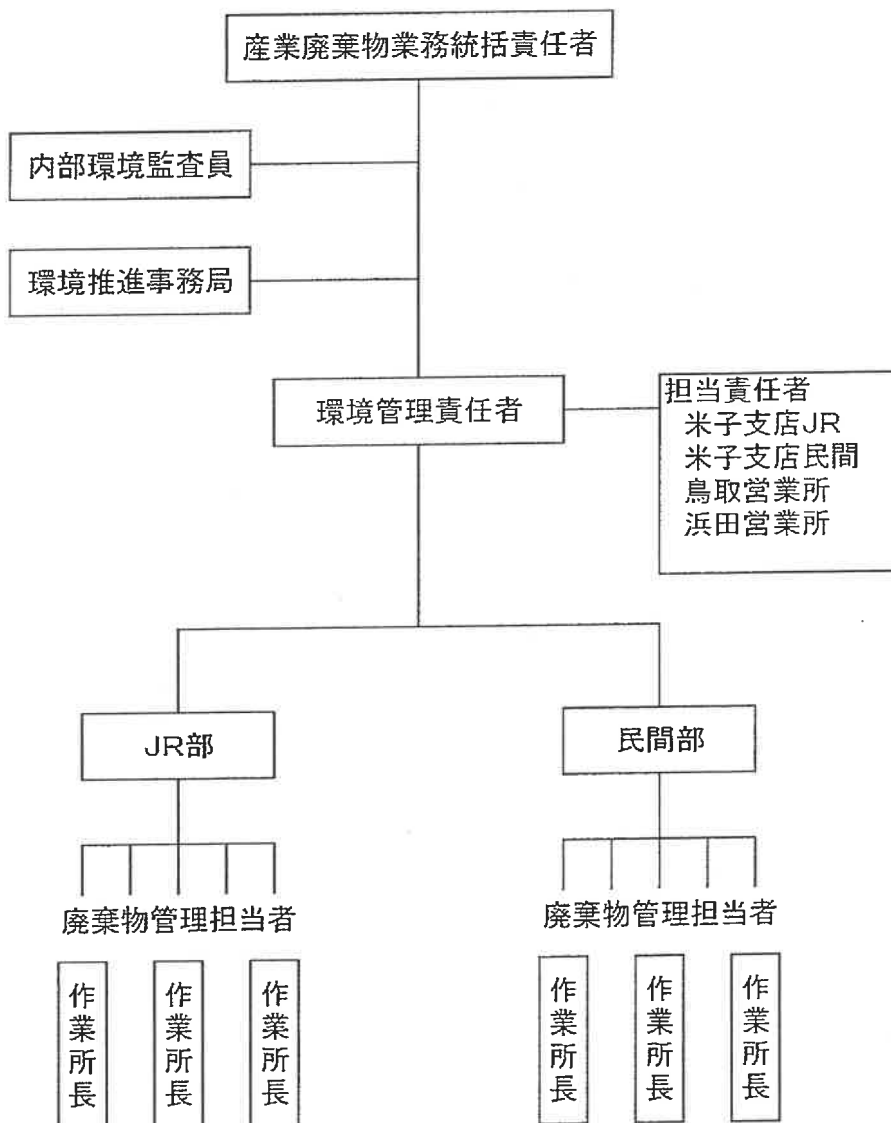 産業廃棄物業務統括責任者
内部環境監査員
環境推進事務局
環境管理責任者
担当責任者
米子支店JR
米子支店民間
鳥取営業所
浜田営業所
JR部
民間部
廃棄物管理担当者
廃棄物管理担当者
作業所長
作業所長
作業所長
作業所長
作業所長
作業所長